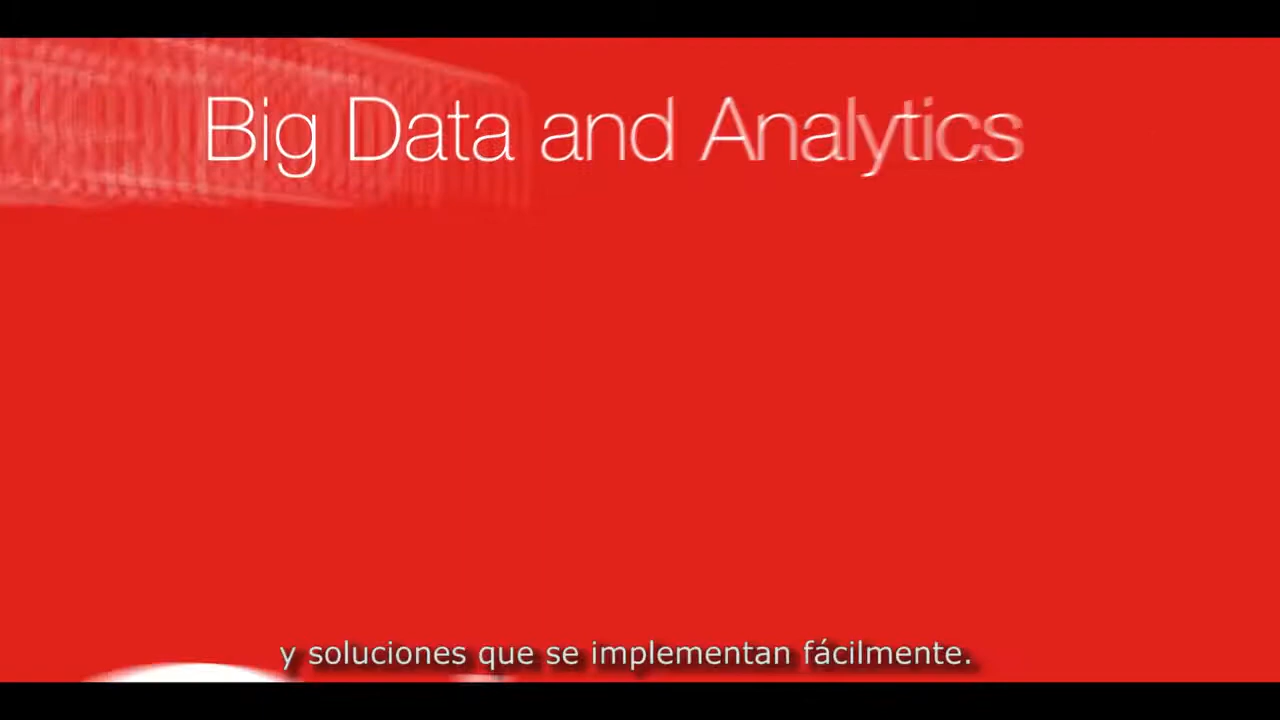 Big Data and Analytics
y soluciones que se implementan fácilmente.